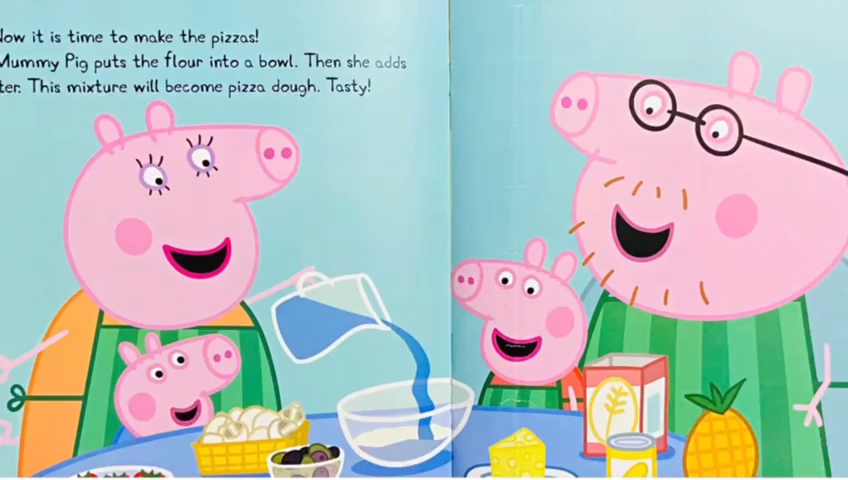 Now it is time to make the pizzas!
Mummy Pig puts the flour into a bowl. Then she adds
This mixture will become pizza dough. Tasty!